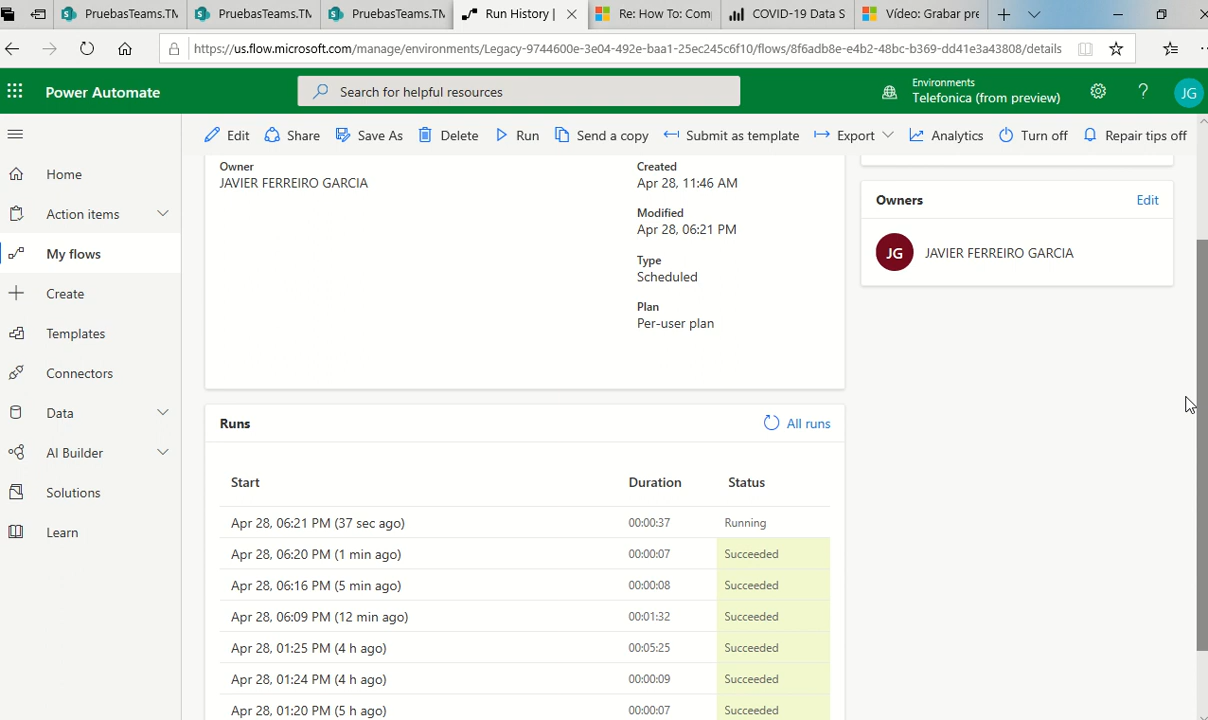 PruebasTeams.TM
PruebasTeams.TM
PruebasTeams.TM
Run History |
Re: How To: Com
COVID-19 Data S
Vídeo: Grabar pre
https://us.flow.microsoft.com/manage/environments/Legacy-9744600e-3e04-492e-baa1-25ec245c6f10/flows/8f6adb8e-e4b2-48bc-b369-dd41e3a43808/details
Power Automate
Search for helpful resources
Environments
Telefonica (from preview)
?
JG
Edit
Share
Save As
Delete
Run
Send a copy
Submit as template
Export
Analytics
Turn off
Repair tips off
Home
Action items
My flows
Create
Templates
Connectors
Data
AI Builder
Solutions
Learn
Owner
JAVIER FERREIRO GARCIA
Created
Apr 28, 11:46 AM
Modified
Apr 28, 06:21 PM
Type
Scheduled
Plan
Per-user plan
Owners
Edit
JG
JAVIER FERREIRO GARCIA
Runs
All runs
Start Duration Status
Apr 28, 06:21 PM (37 sec ago) 00:00:37 Running
Apr 28, 06:20 PM (1 min ago) 00:00:07 Succeeded
Apr 28, 06:16 PM (5 min ago) 00:00:08 Succeeded
Apr 28, 06:09 PM (12 min ago) 00:01:32 Succeeded
Apr 28, 01:25 PM (4 h ago) 00:05:25 Succeeded
Apr 28, 01:24 PM (4 h ago) 00:00:09 Succeeded
Apr 28, 01:20 PM (5 h ago) 00:00:07 Succeeded